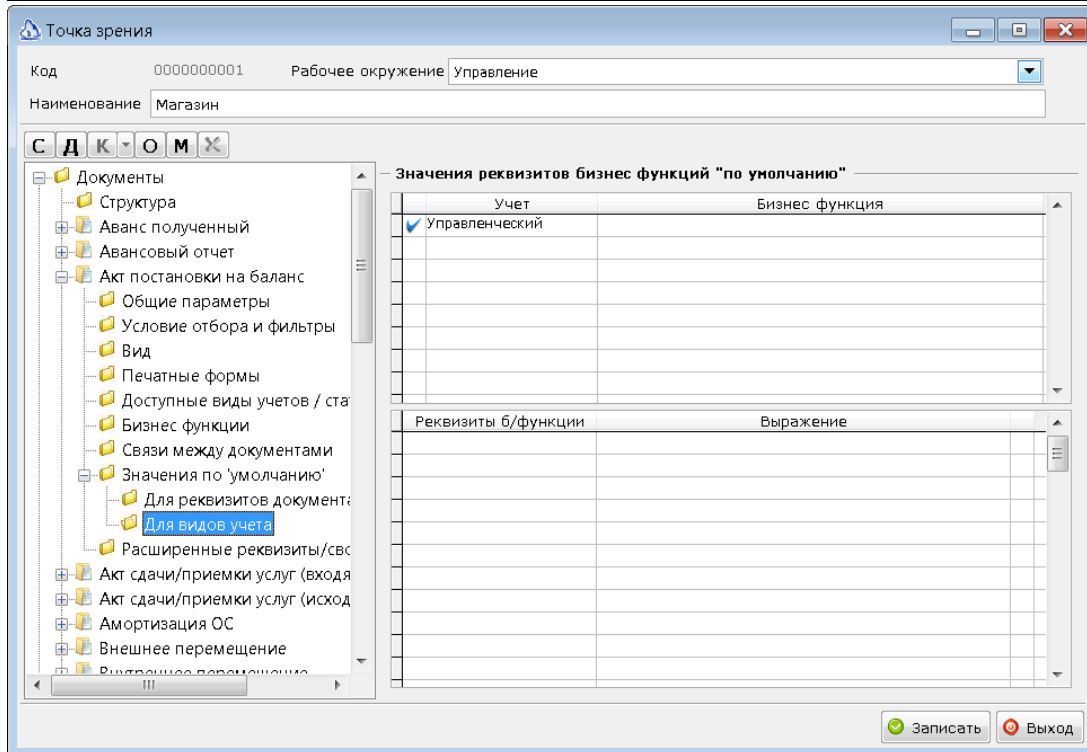 Точка зрения
Код 0000000001 Рабочее окружение Управление
Наименование Магазин
С Д К О М
Документы
Структура
Аванс полученный
Авансовый отчет
Акт постановки на баланс
Общие параметры
Условие отбора и фильтры
Вид
Печатные формы
Доступные виды учетов / ста
Бизнес функции
Связи между документами
Значения по 'умолчанию'
Для реквизитов документа
Для видов учета
Расширенные реквизиты/сво
Акт сдачи/приемки услуг (входя
Акт сдачи/приемки услуг (исход
Амортизация ОС
Внешнее перемещение
Внутреннее перемещение
Значения реквизитов бизнес функций "по умолчанию"
Учет Бизнес функция
Управленческий
Реквизиты б/функции Выражение
Записать Выход